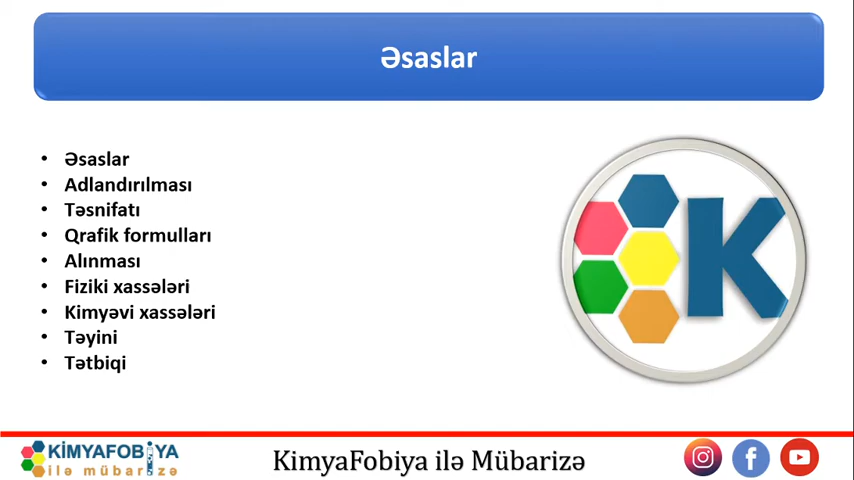 Əsaslar
• Əsaslar
• Adlandırılması
• Təsnifatı
• Qrafik formulları
• Alınması
• Fiziki xassələri
• Kimyəvi xassələri
• Təyini
• Tətbiqi
K
KİMYAFOBİYA
ilə mübarizə
KimyaFobiya ilə Mübarizə